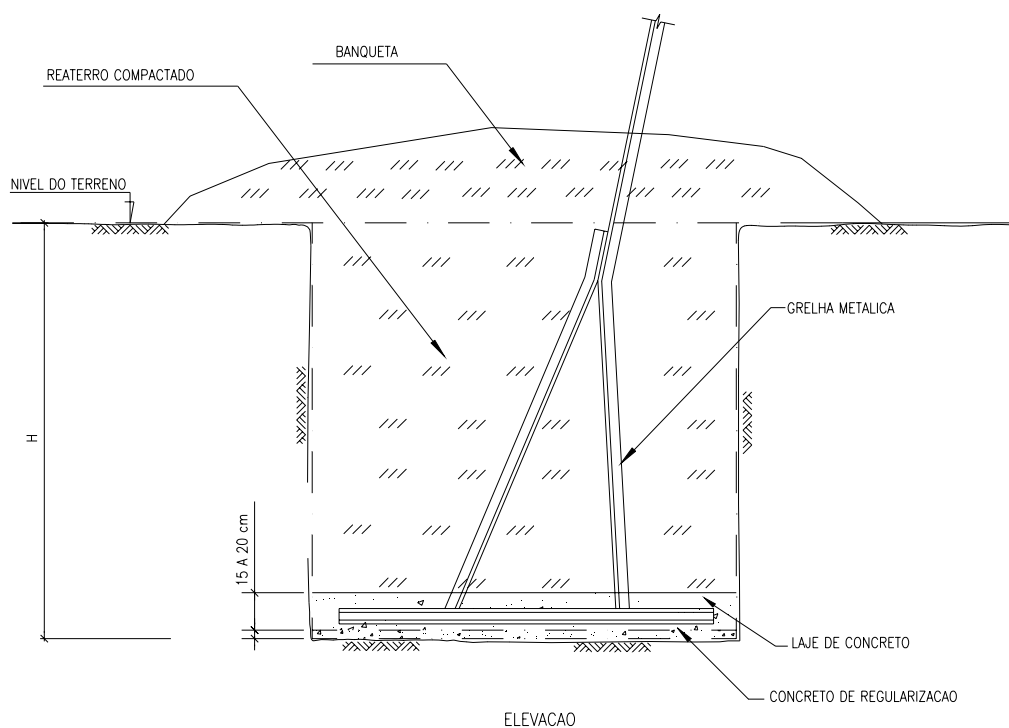 BANQUETA
REATERRO COMPACTADO
NIVEL DO TERRENO
GRELHA METALICA
H
15 A 20 cm
LAJE DE CONCRETO
CONCRETO DE REGULARIZACAO
ELEVACAO